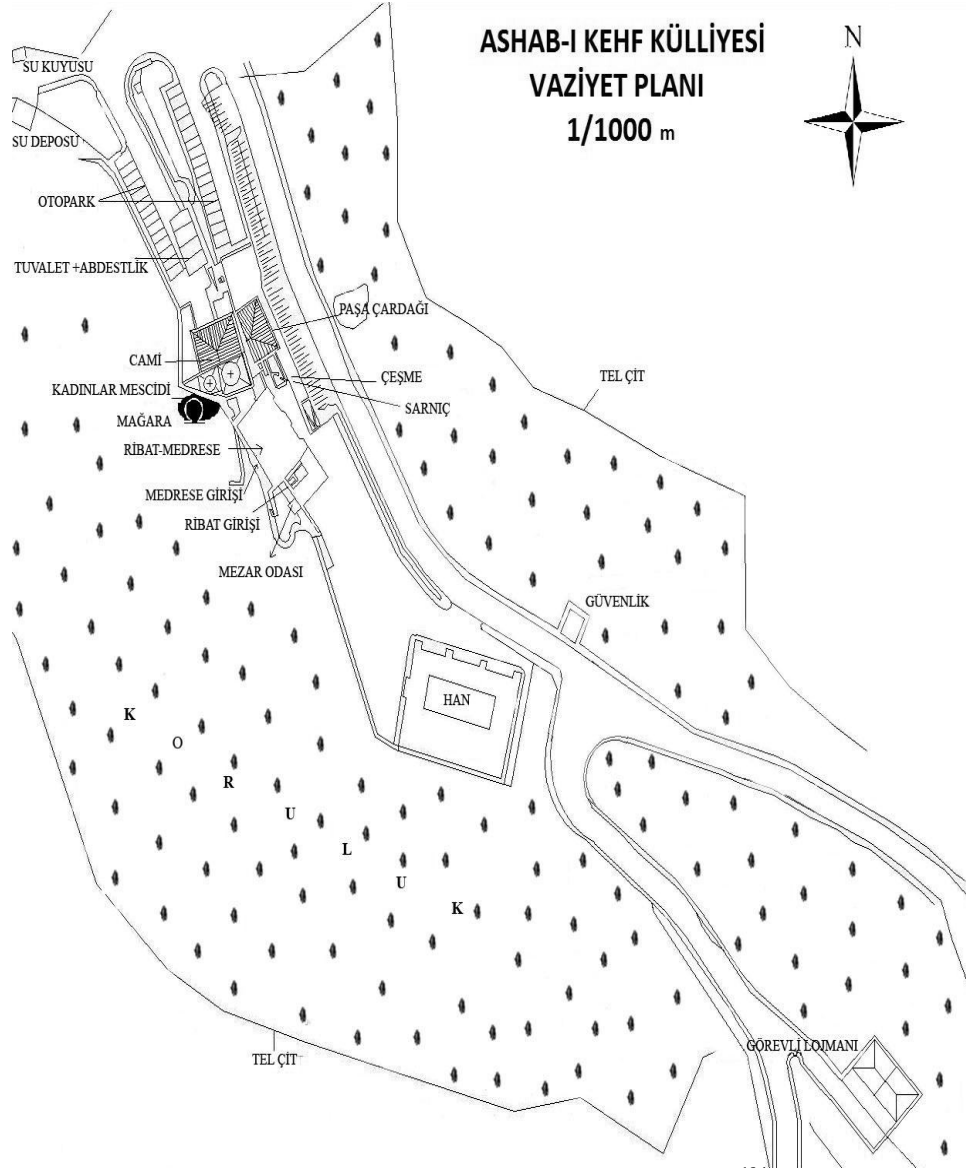 ASHAB-I KEHF KÜLLİYESİ
VAZİYET PLANI
1/1000 m
N
SU KUYUSU
SU DEPOSU
OTOPARK
TUVALET +ABDESTLİK
PAŞA ÇARDAĞI
CAMİ
ÇEŞME
TEL ÇİT
KADINLAR MESCİDİ
SARNIÇ
MAĞARA
RİBAT-MEDRESE
MEDRESE GİRİŞİ
RİBAT GİRİŞİ
MEZAR ODASI
GÜVENLİK
HAN
K O R U L U K
GÖREVLİ LOJMANI
TEL ÇİT